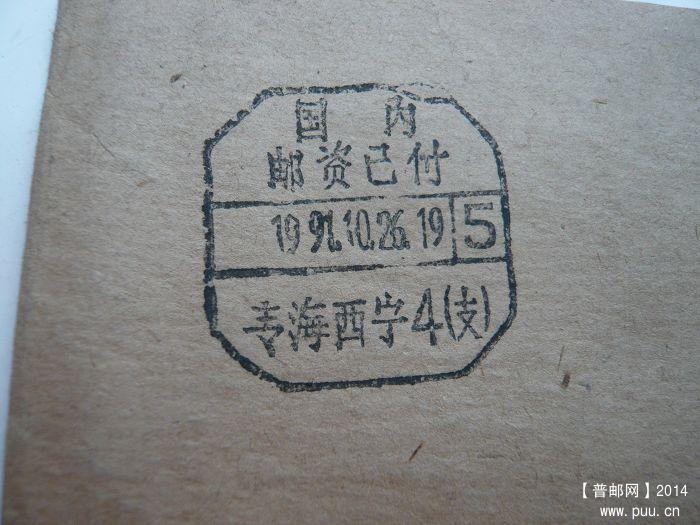 国 内
邮资已付
1991.10.26.19 5
青海西宁4(支)
【普邮网】2014
www.puu.cn